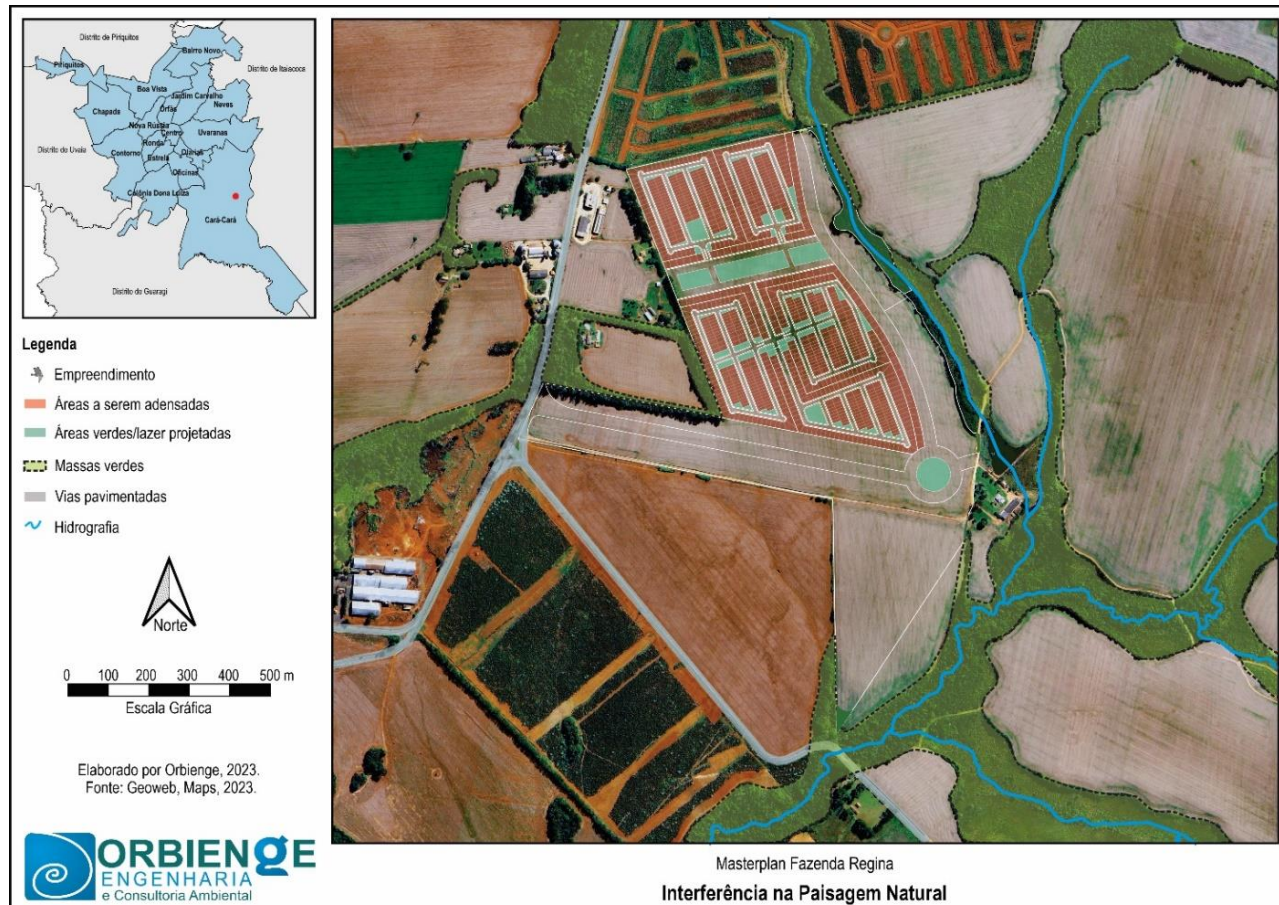 Distrito de Piriquitos
Bairro Novo
Piriquitos
Distrito de Itaiacoca
Boa Vista
Jardim Carvalho
Chapada
Órfãs
Neves
Nova Rússia
Centro
Uvaranas
Ronda
Distrito de Uvaia
Contorno
Estrela
Olarias
Oficinas
Colônia Dona Luíza
Cará-Cará
Distrito de Guaragi
Legenda
Empreendimento
Áreas a serem adensadas
Áreas verdes/lazer projetadas
Massas verdes
Vias pavimentadas
Hidrografia
Norte
0 100 200 300 400 500 m
Escala Gráfica
Elaborado por Orbienge, 2023.
Fonte: Geoweb, Maps, 2023.
ORBIENGE
ENGENHARIA
e Consultoria Ambiental
Masterplan Fazenda Regina
Interferência na Paisagem Natural